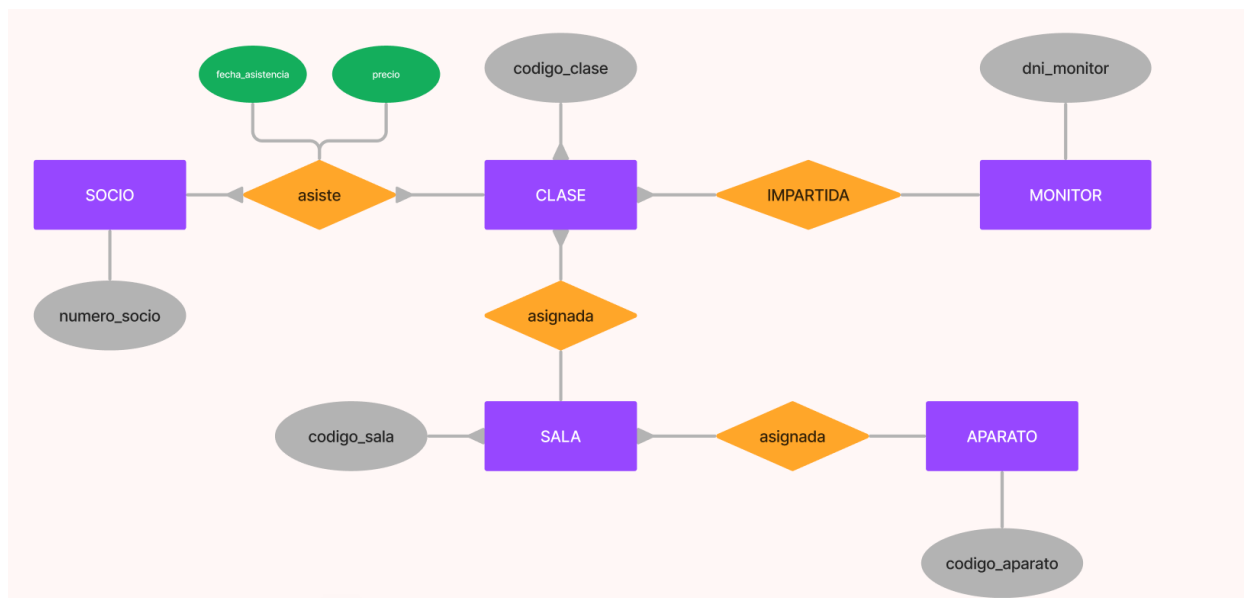 fecha_asistencia
precio
codigo_clase
dni_monitor
SOCIO
asiste
CLASE
IMPARTIDA
MONITOR
numero_socio
asignada
codigo_sala
SALA
asignada
APARATO
codigo_aparato